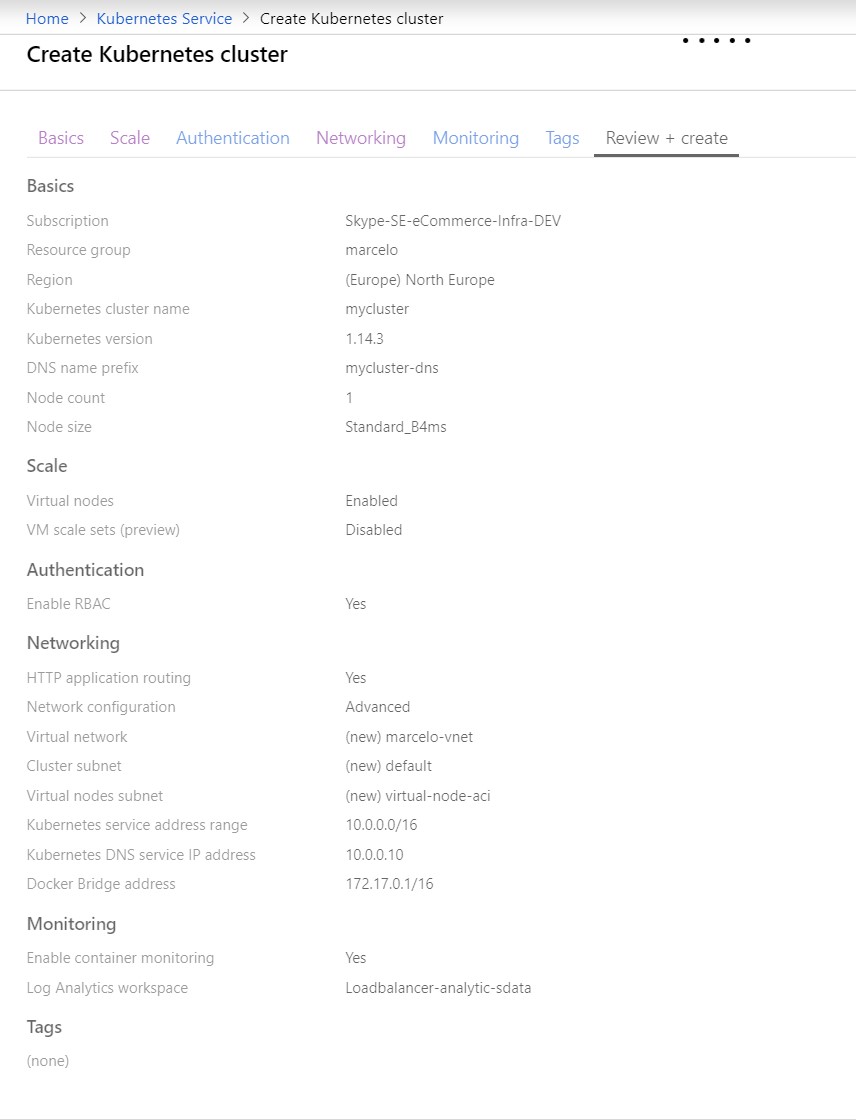 Home > Kubernetes Service > Create Kubernetes cluster
Create Kubernetes cluster
Basics Scale Authentication Networking Monitoring Tags Review + create
Basics
Subscription Skype-SE-eCommerce-Infra-DEV
Resource group marcelo
Region (Europe) North Europe
Kubernetes cluster name mycluster
Kubernetes version 1.14.3
DNS name prefix mycluster-dns
Node count 1
Node size Standard_B4ms
Scale
Virtual nodes Enabled
VM scale sets (preview) Disabled
Authentication
Enable RBAC Yes
Networking
HTTP application routing Yes
Network configuration Advanced
Virtual network (new) marcelo-vnet
Cluster subnet (new) default
Virtual nodes subnet (new) virtual-node-aci
Kubernetes service address range 10.0.0.0/16
Kubernetes DNS service IP address 10.0.0.10
Docker Bridge address 172.17.0.1/16
Monitoring
Enable container monitoring Yes
Log Analytics workspace Loadbalancer-analytic-sdata
Tags
(none)